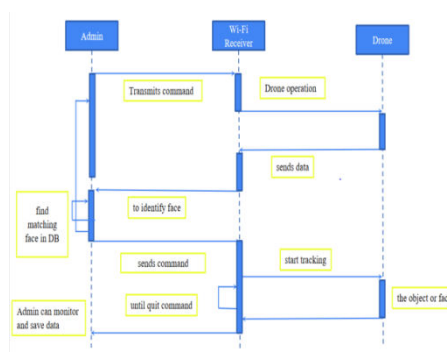 Admin
Wi-Fi
Receiver
Drone
Transmits command
Drone operation
sends data
to identify face
find
matching
face in DB
sends command
start tracking
until quit command
the object or fac
Admin can monitor
and save data